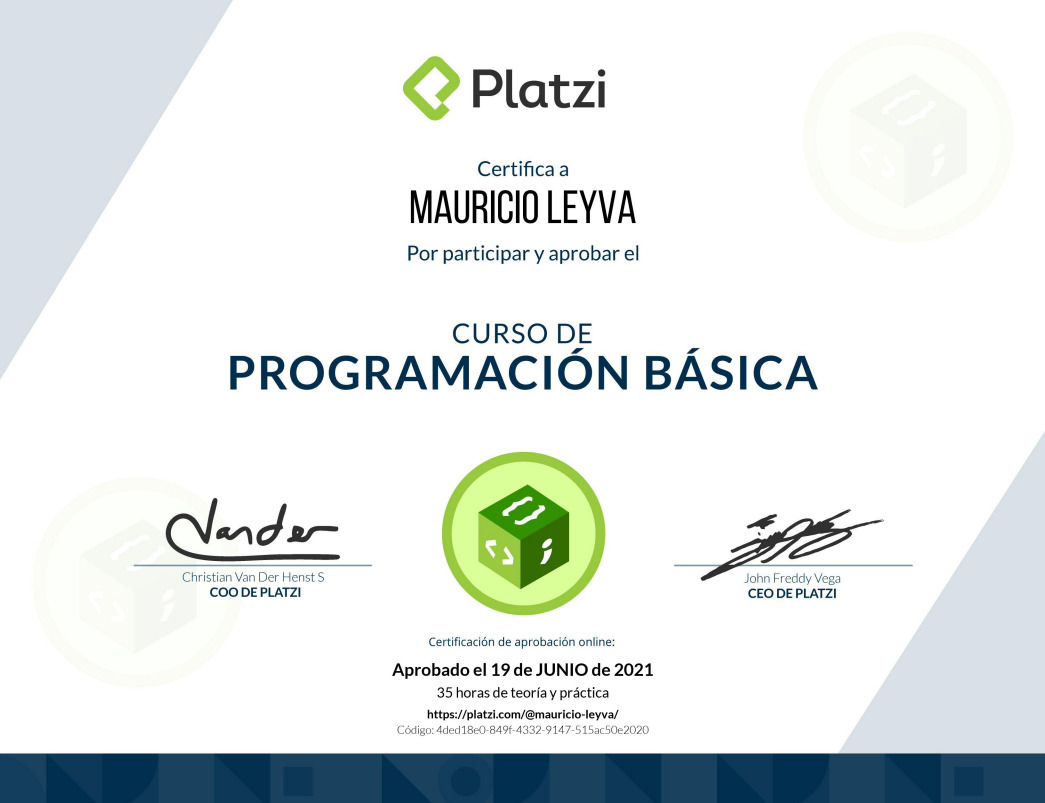 Platzi
Certifica a
MAURICIO LEYVA
Por participar y aprobar el
CURSO DE
PROGRAMACIÓN BÁSICA
Vander
Christian Van Der Henst S
COO DE PLATZI
John Freddy Vega
CEO DE PLATZI
Certificación de aprobación online:
Aprobado el 19 de JUNIO de 2021
35 horas de teoría y práctica
https://platzi.com/@mauricio-leyva/
Código: 4ded18e0-849f-4332-9147-515ac50e2020